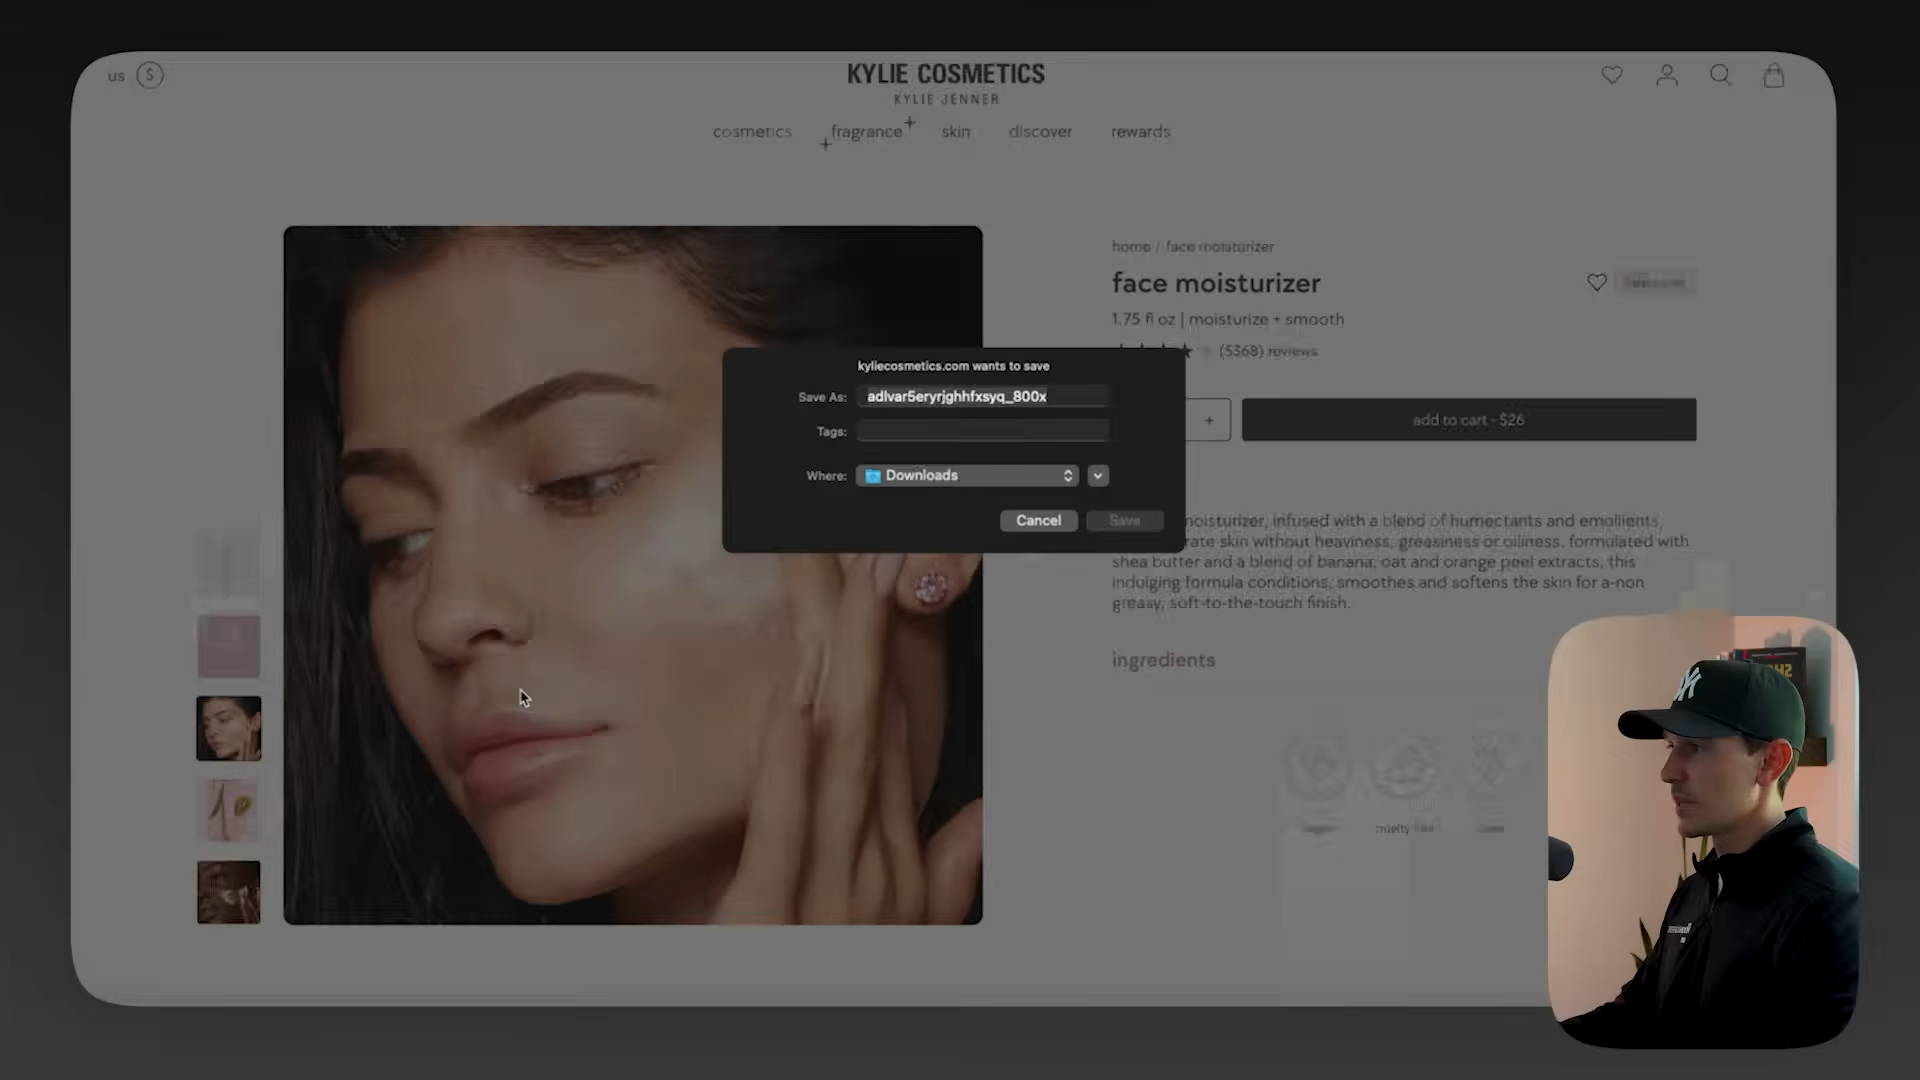 us $
KYLIE COSMETICS
KYLIE JENNER
cosmetics fragrance skin discover rewards
home / face moisturizer
face moisturizer
1.75 fl oz | moisturize + smooth
(5368) reviews
kyliecosmetics.com wants to save
Save As: adlvar5eryrjghhfxsyq_800x
Tags:
Where: Downloads
Cancel Save
+
add to cart - $26
moisturizer, infused with a blend of humectants and emollients,
rate skin without heaviness, greasiness or oiliness. formulated with
shea butter and a blend of banana, oat and orange peel extracts, this
indulging formula conditions, smoothes and softens the skin for a non
greasy, soft-to-the-touch finish.
ingredients
cruelty free